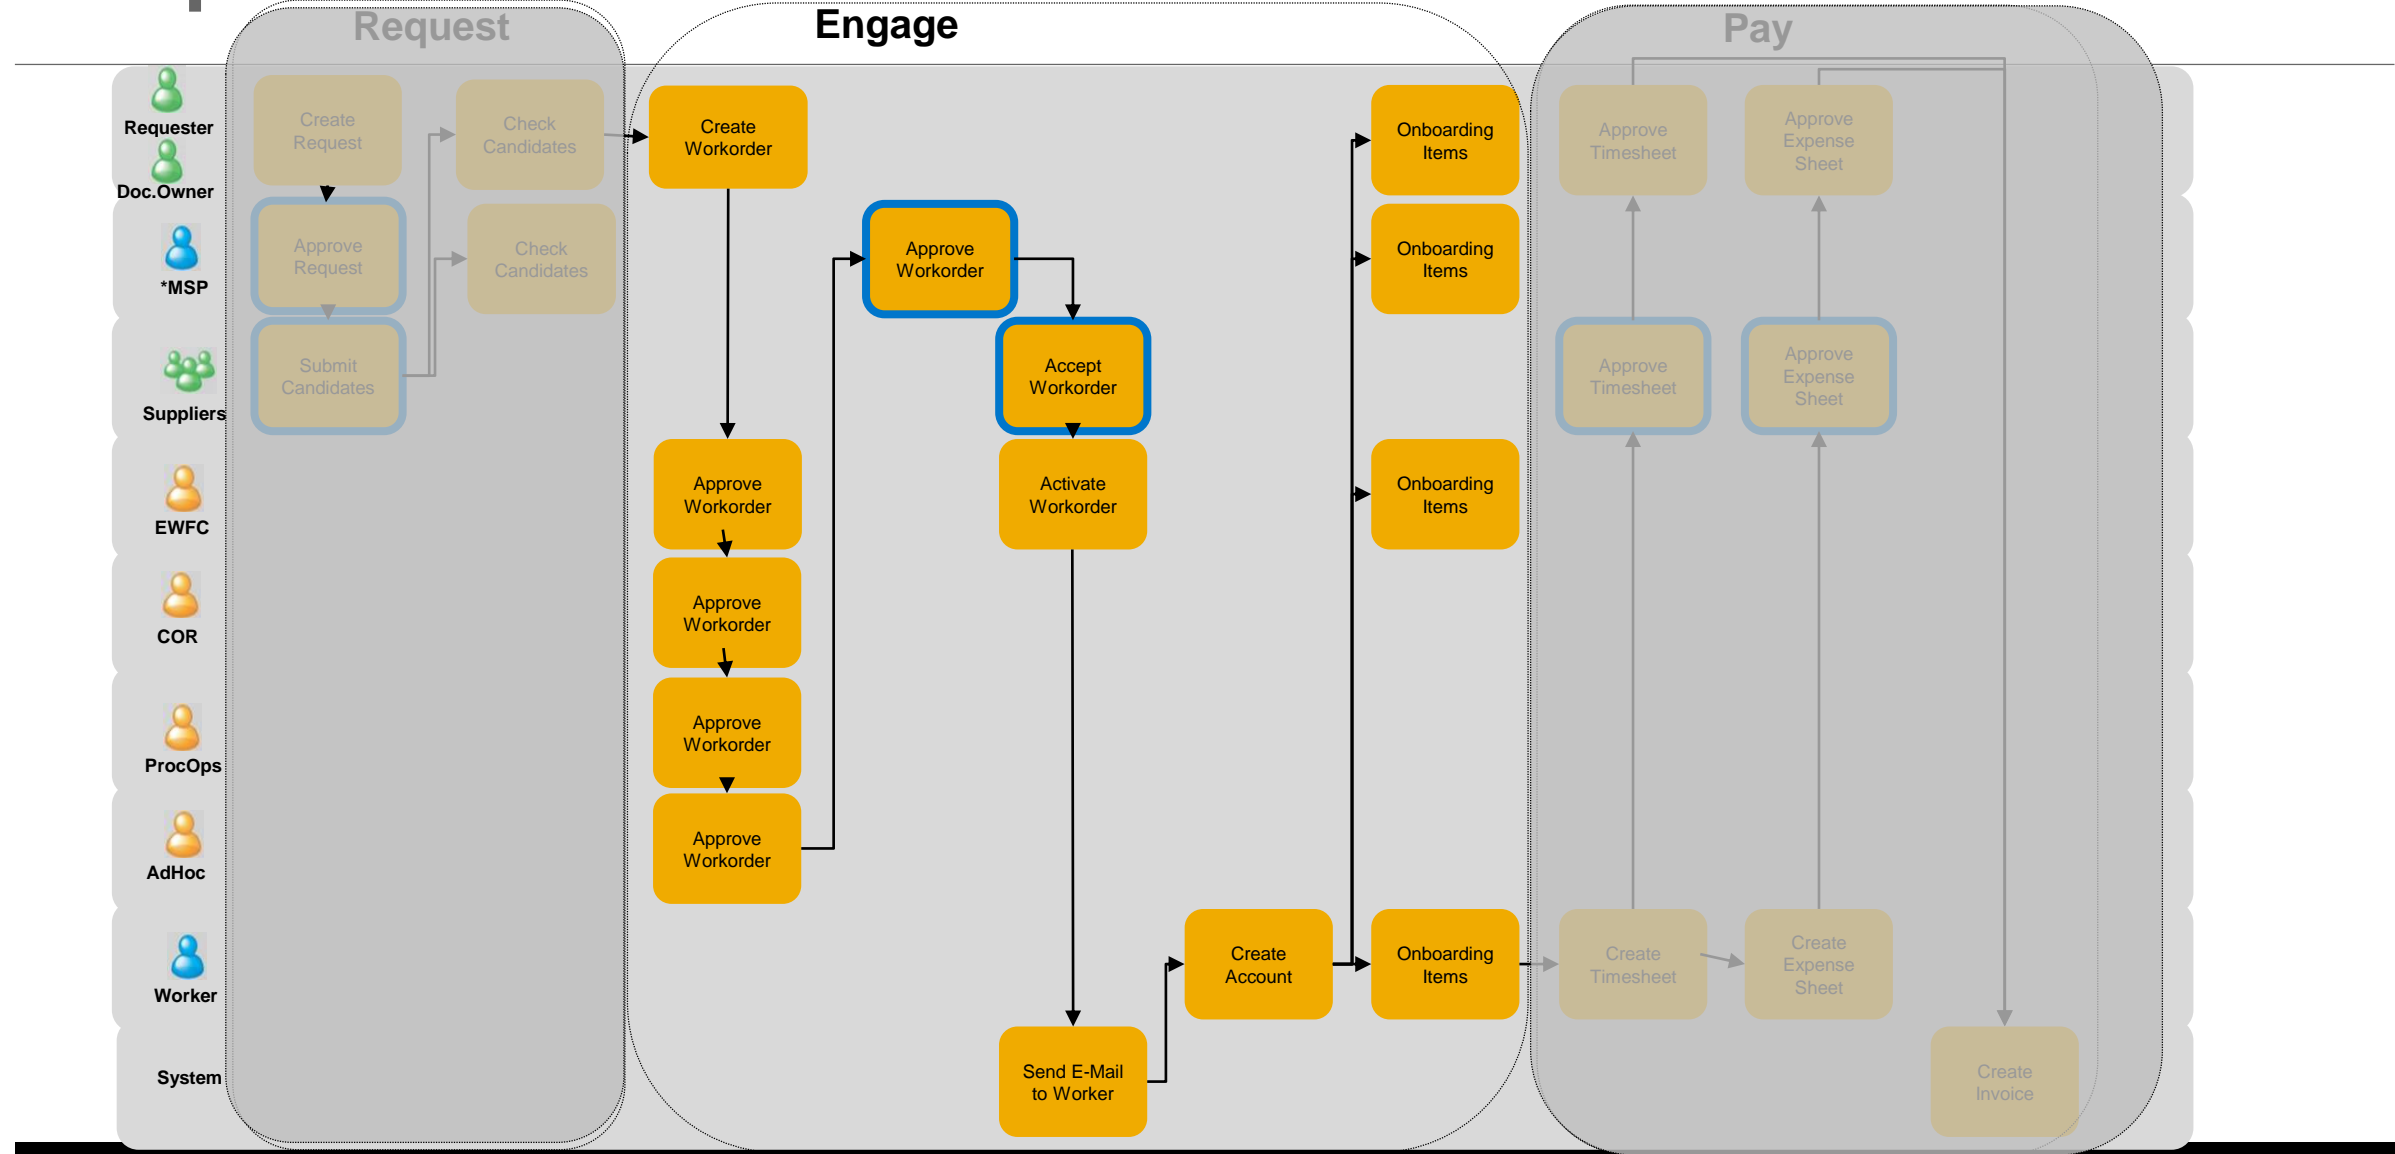 Request
Engage
Pay
Requester
Doc.Owner
Create
Request
Check
Candidates
Create
Workorder
Onboarding
Items
Approve
Timesheet
Approve
Expense
Sheet
*MSP
Approve
Request
Check
Candidates
Approve
Workorder
Onboarding
Items
Suppliers
Submit
Candidates
Accept
Workorder
Approve
Timesheet
Approve
Expense
Sheet
EWFC
Approve
Workorder
Activate
Workorder
Onboarding
Items
COR
Approve
Workorder
ProcOps
Approve
Workorder
AdHoc
Approve
Workorder
Worker
Create
Account
Onboarding
Items
Create
Timesheet
Create
Expense
Sheet
System
Send E-Mail
to Worker
Create
Invoice